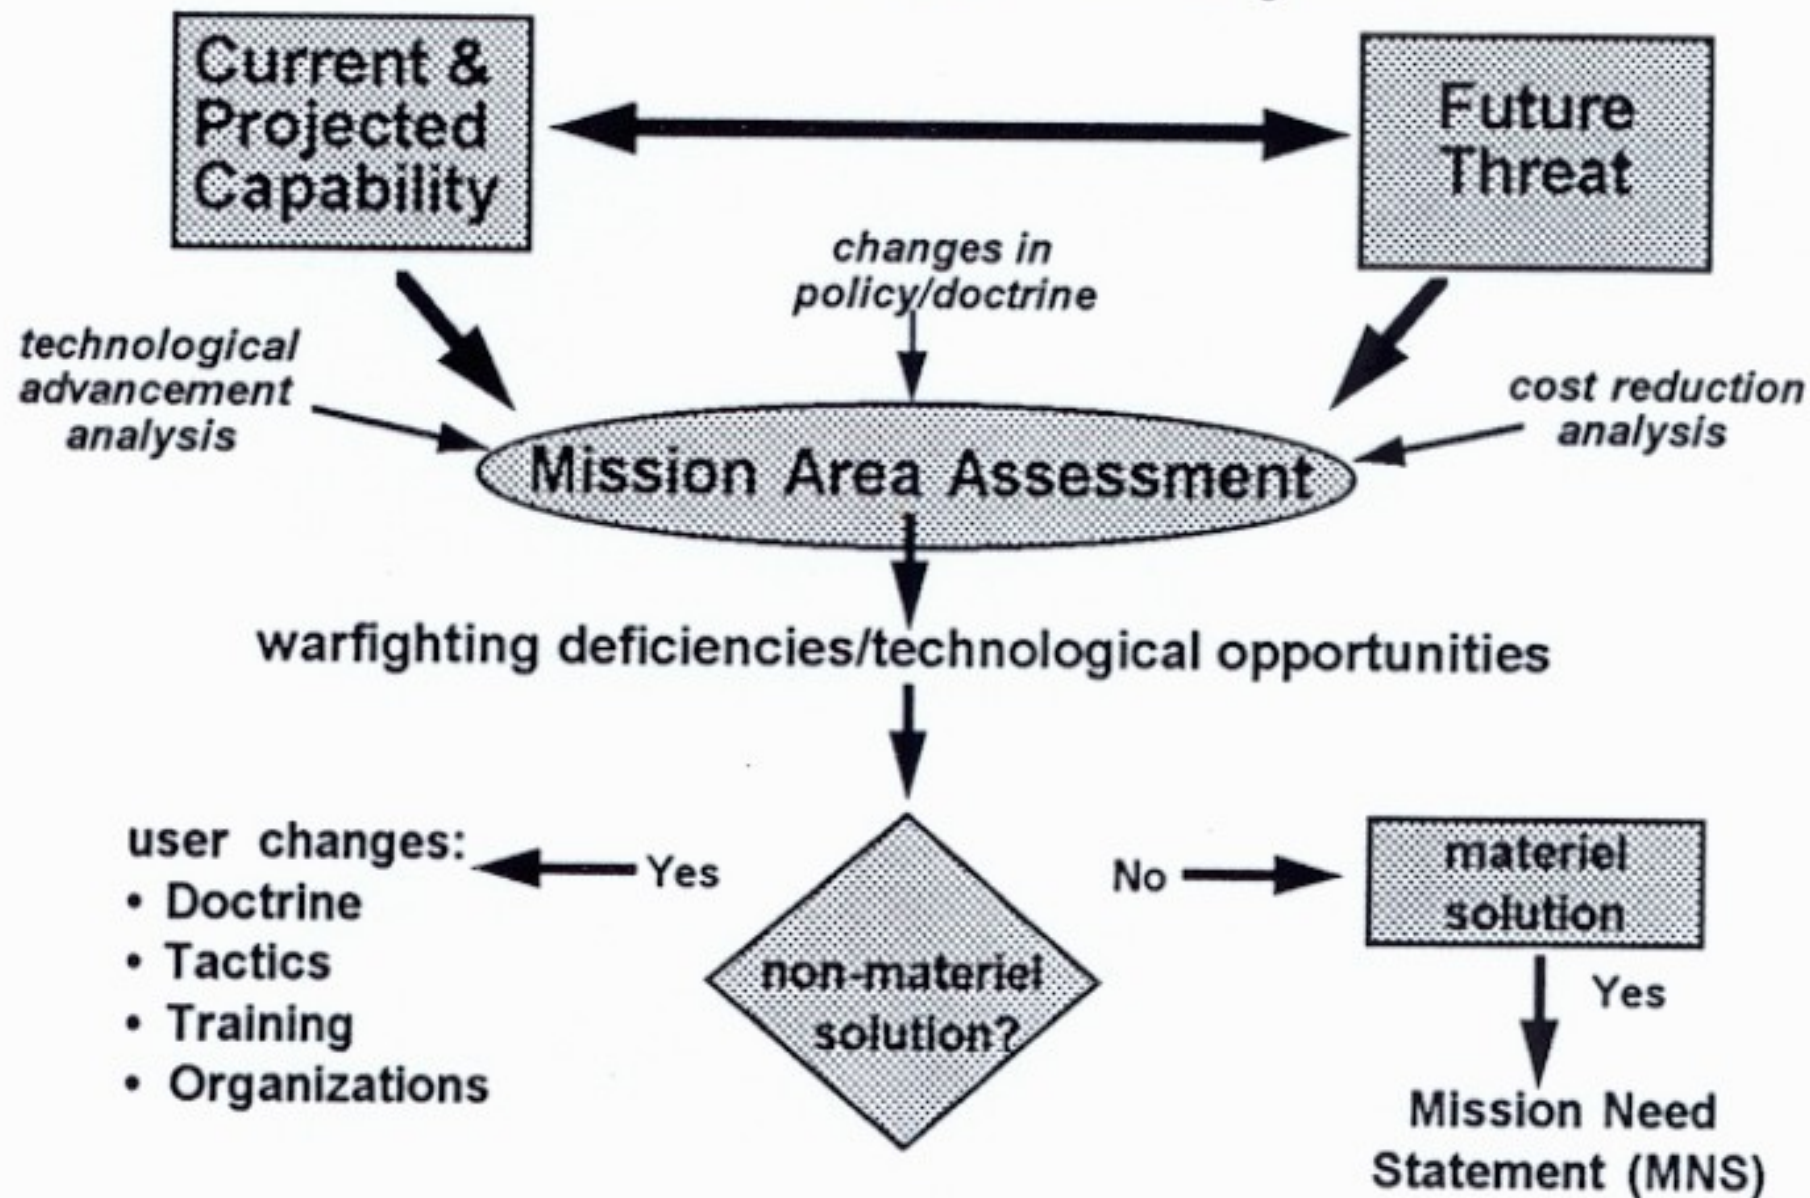 Current &
Projected
Capability
Future
Threat
changes in
policy/doctrine
technological
advancement
analysis
cost reduction
analysis
Mission Area Assessment
warfighting deficiencies/technological opportunities
user changes:
• Doctrine
• Tactics
• Training
• Organizations
Yes
non-materiel
solution?
No
materiel
solution
Yes
Mission Need
Statement (MNS)